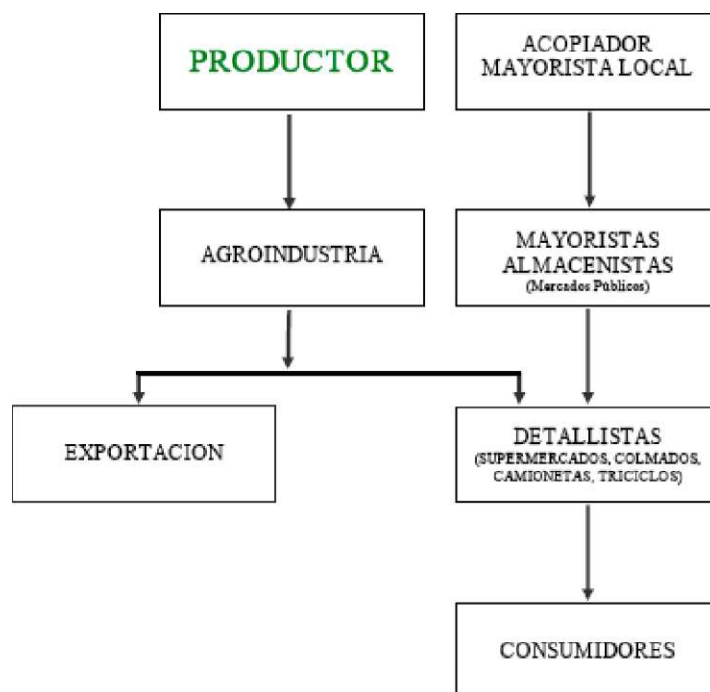 PRODUCTOR
ACOPIADOR
MAYORISTA LOCAL
AGROINDUSTRIA
MAYORISTAS
ALMACENISTAS
(Mercados Públicos)
EXPORTACION
DETALLISTAS
(SUPERMERCADOS, COLMADOS,
CAMIONETAS, TRICICLOS)
CONSUMIDORES